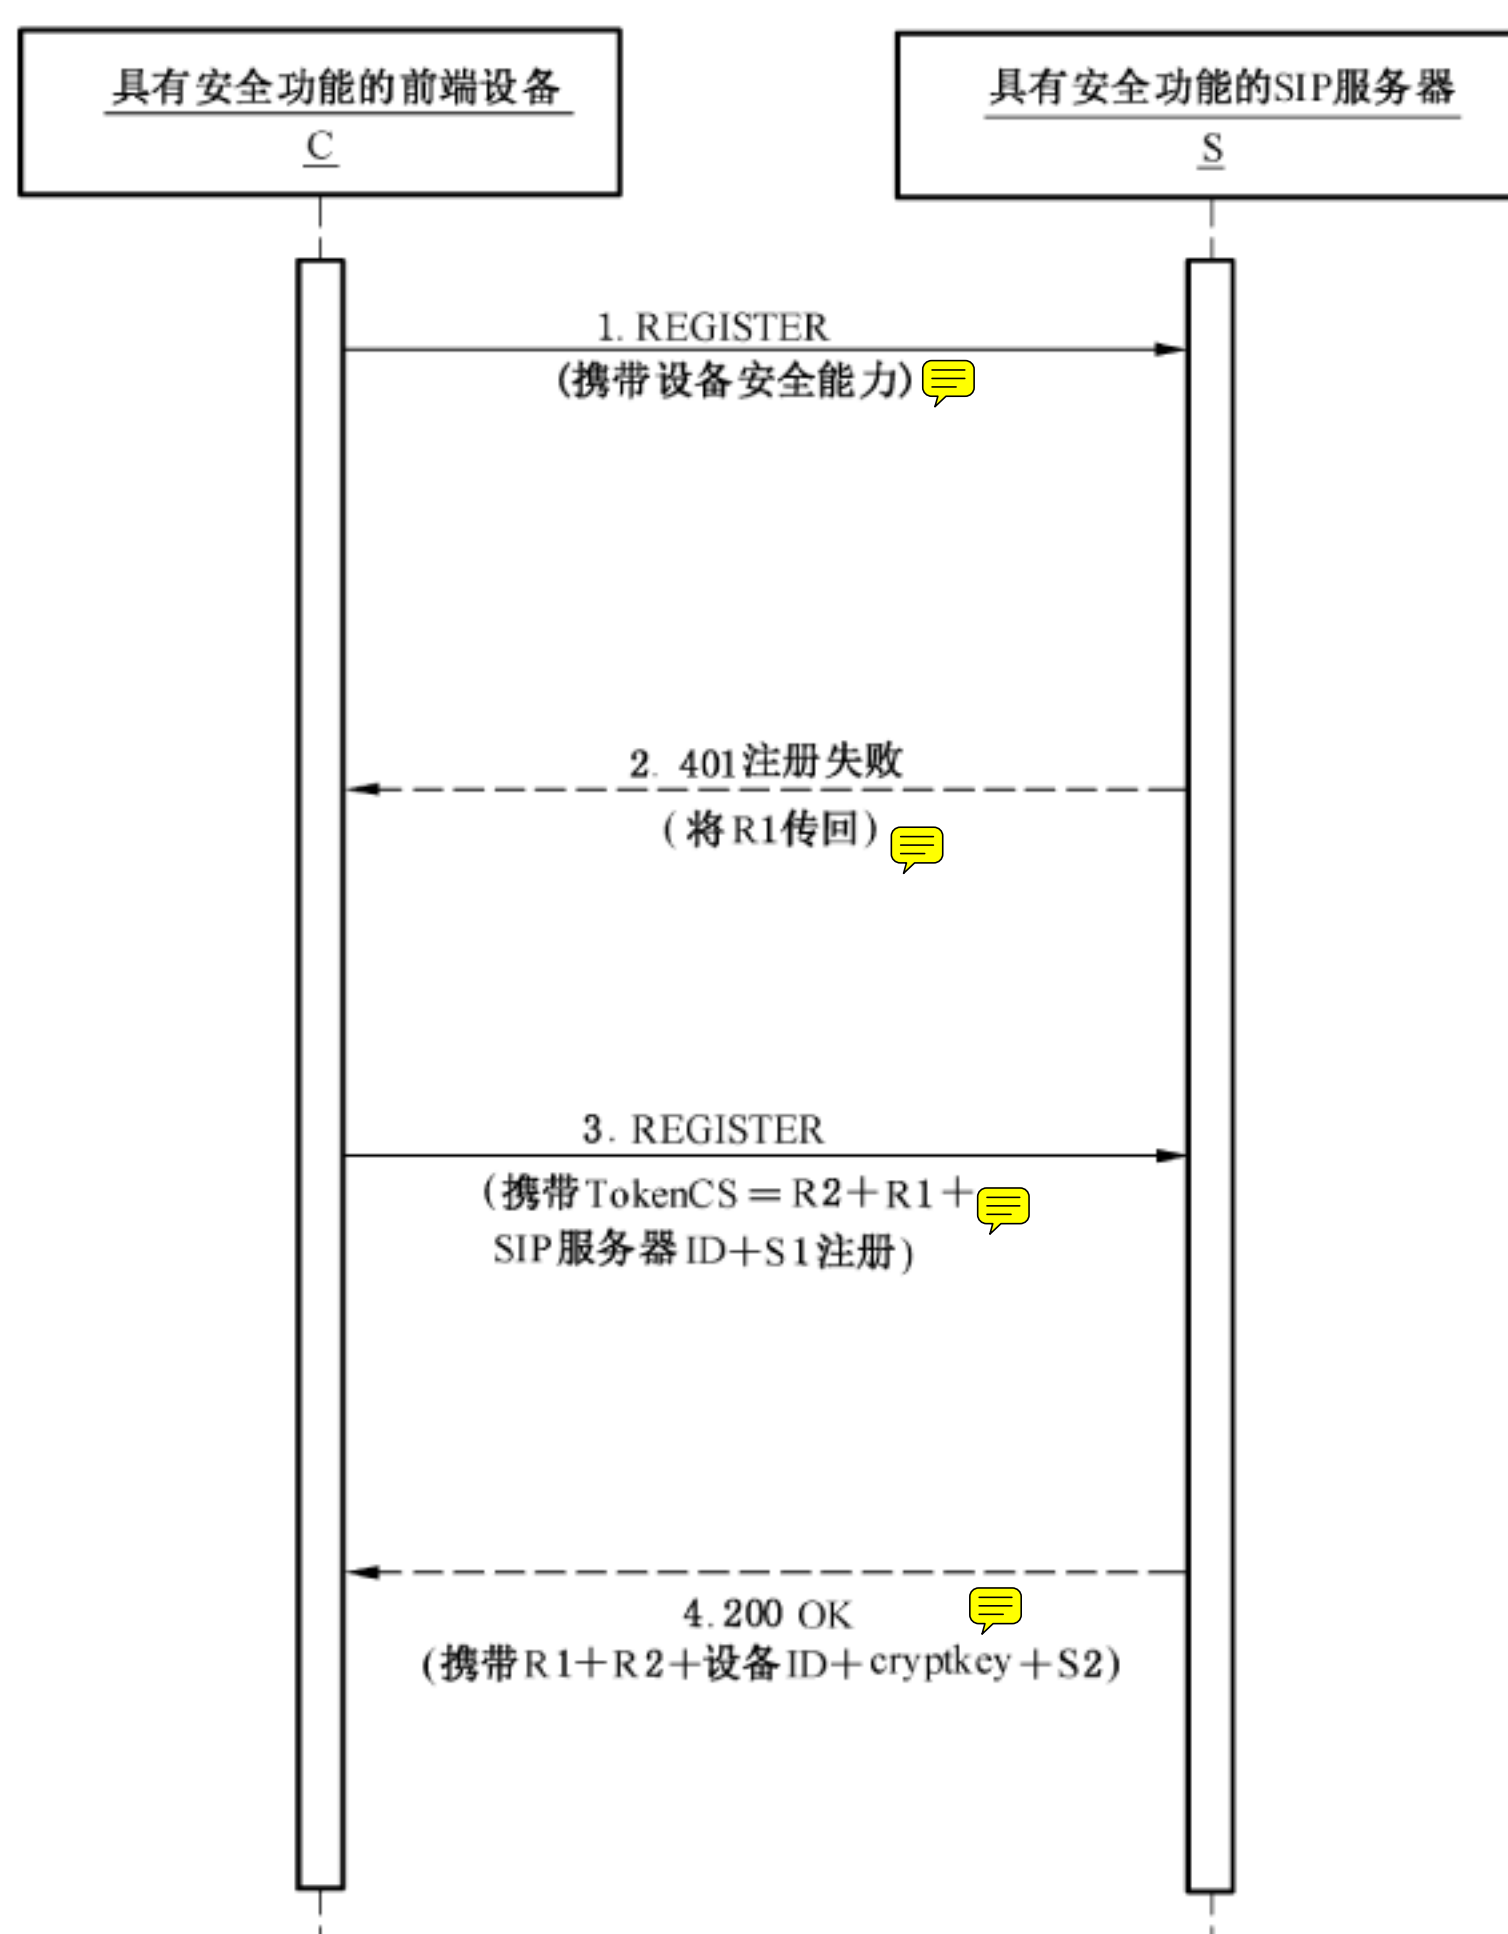 具有安全功能的前端设备
C
具有安全功能的SIP服务器
S
1. REGISTER
(携带设备安全能力)
2. 401注册失败
(将R1传回)
3. REGISTER
(携带TokenCS=R2+R1+
SIP服务器ID+S1注册)
4.200 OK
(携带R1+R2+设备ID+cryptkey+S2)